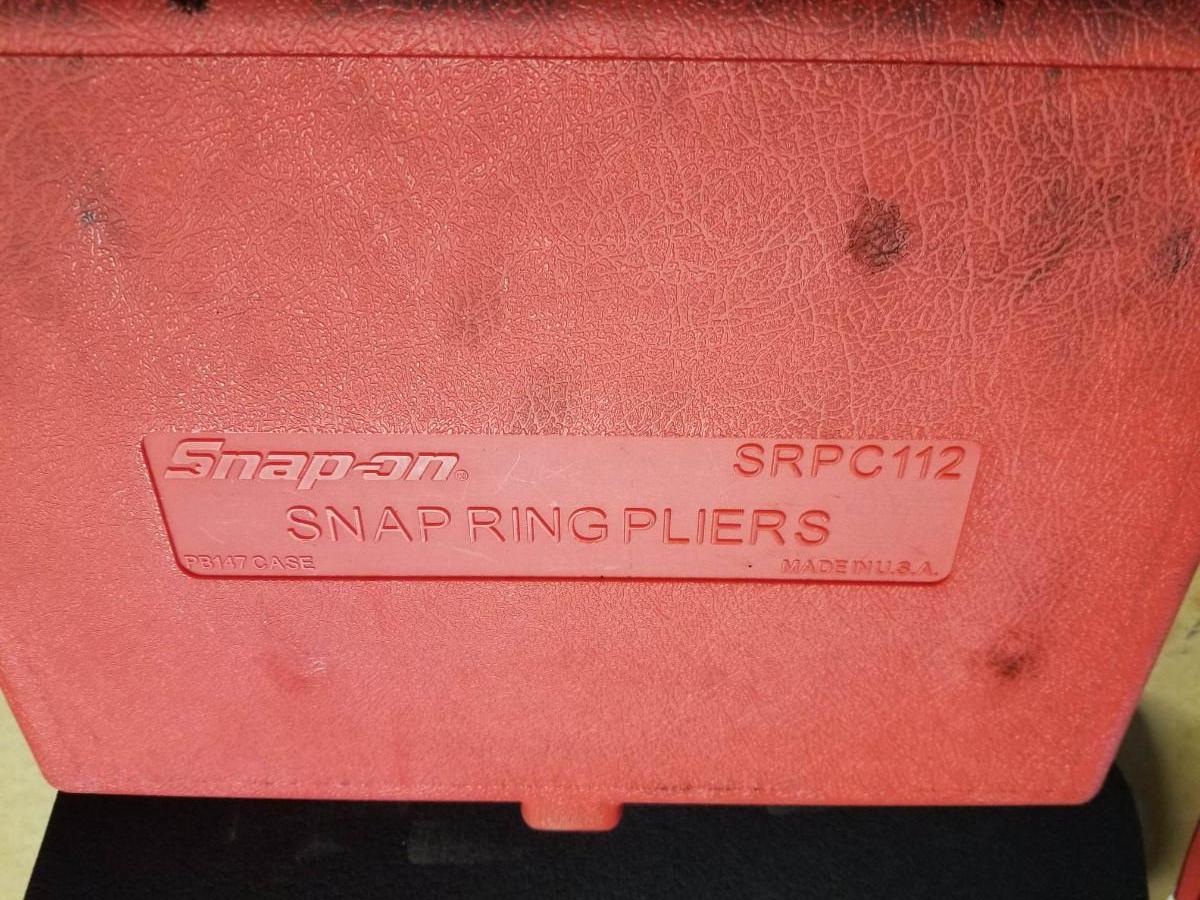 Snap-on® SRPC112
SNAP RING PLIERS
PB147 CASE MADE IN U.S.A.